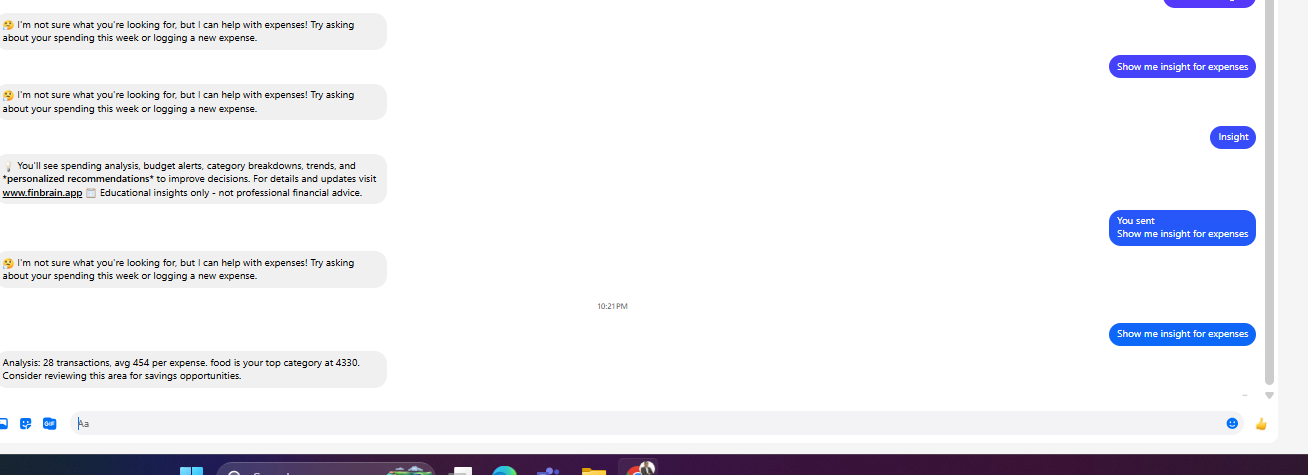 I'm not sure what you're looking for, but I can help with expenses! Try asking
about your spending this week or logging a new expense.
Show me insight for expenses
I'm not sure what you're looking for, but I can help with expenses! Try asking
about your spending this week or logging a new expense.
Insight
You'll see spending analysis, budget alerts, category breakdowns, trends, and
*personalized recommendations* to improve decisions. For details and updates visit
www.finbrain.app Educational insights only - not professional financial advice.
You sent
Show me insight for expenses
I'm not sure what you're looking for, but I can help with expenses! Try asking
about your spending this week or logging a new expense.
10:21 PM
Show me insight for expenses
Analysis: 28 transactions, avg 454 per expense. food is your top category at 4330.
Consider reviewing this area for savings opportunities.
GIF
Aa